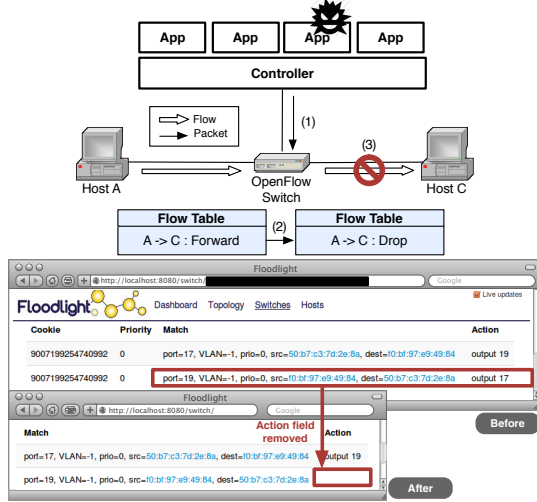 App App App App
Controller
(1)
Flow
Packet
(3)
Host A
OpenFlow
Switch
Host C
Flow Table
A -> C : Forward
(2)
Flow Table
A -> C : Drop
Floodlight
http://localhost:8080/switch/
Google
Floodlight
Dashboard Topology Switches Hosts
Live updates
Cookie Priority Match Action
9007199254740992 0 port=17, VLAN=-1, prio=0, src=50:b7:c3:7d:2e:8a, dest=f0:bf:97:e9:49:84 output 19
9007199254740992 0 port=19, VLAN=-1, prio=0, src=f0:bf:97:e9:49:84, dest=50:b7:c3:7d:2e:8a output 17
Before
Floodlight
http://localhost:8080/switch/
Google
Action field
removed
Match Action
port=17, VLAN=-1, prio=0, src=50:b7:c3:7d:2e:8a, dest=f0:bf:97:e9:49:84 output 19
port=19, VLAN=-1, prio=0, src=f0:bf:97:e9:49:84, dest=50:b7:c3:7d:2e:8a
After